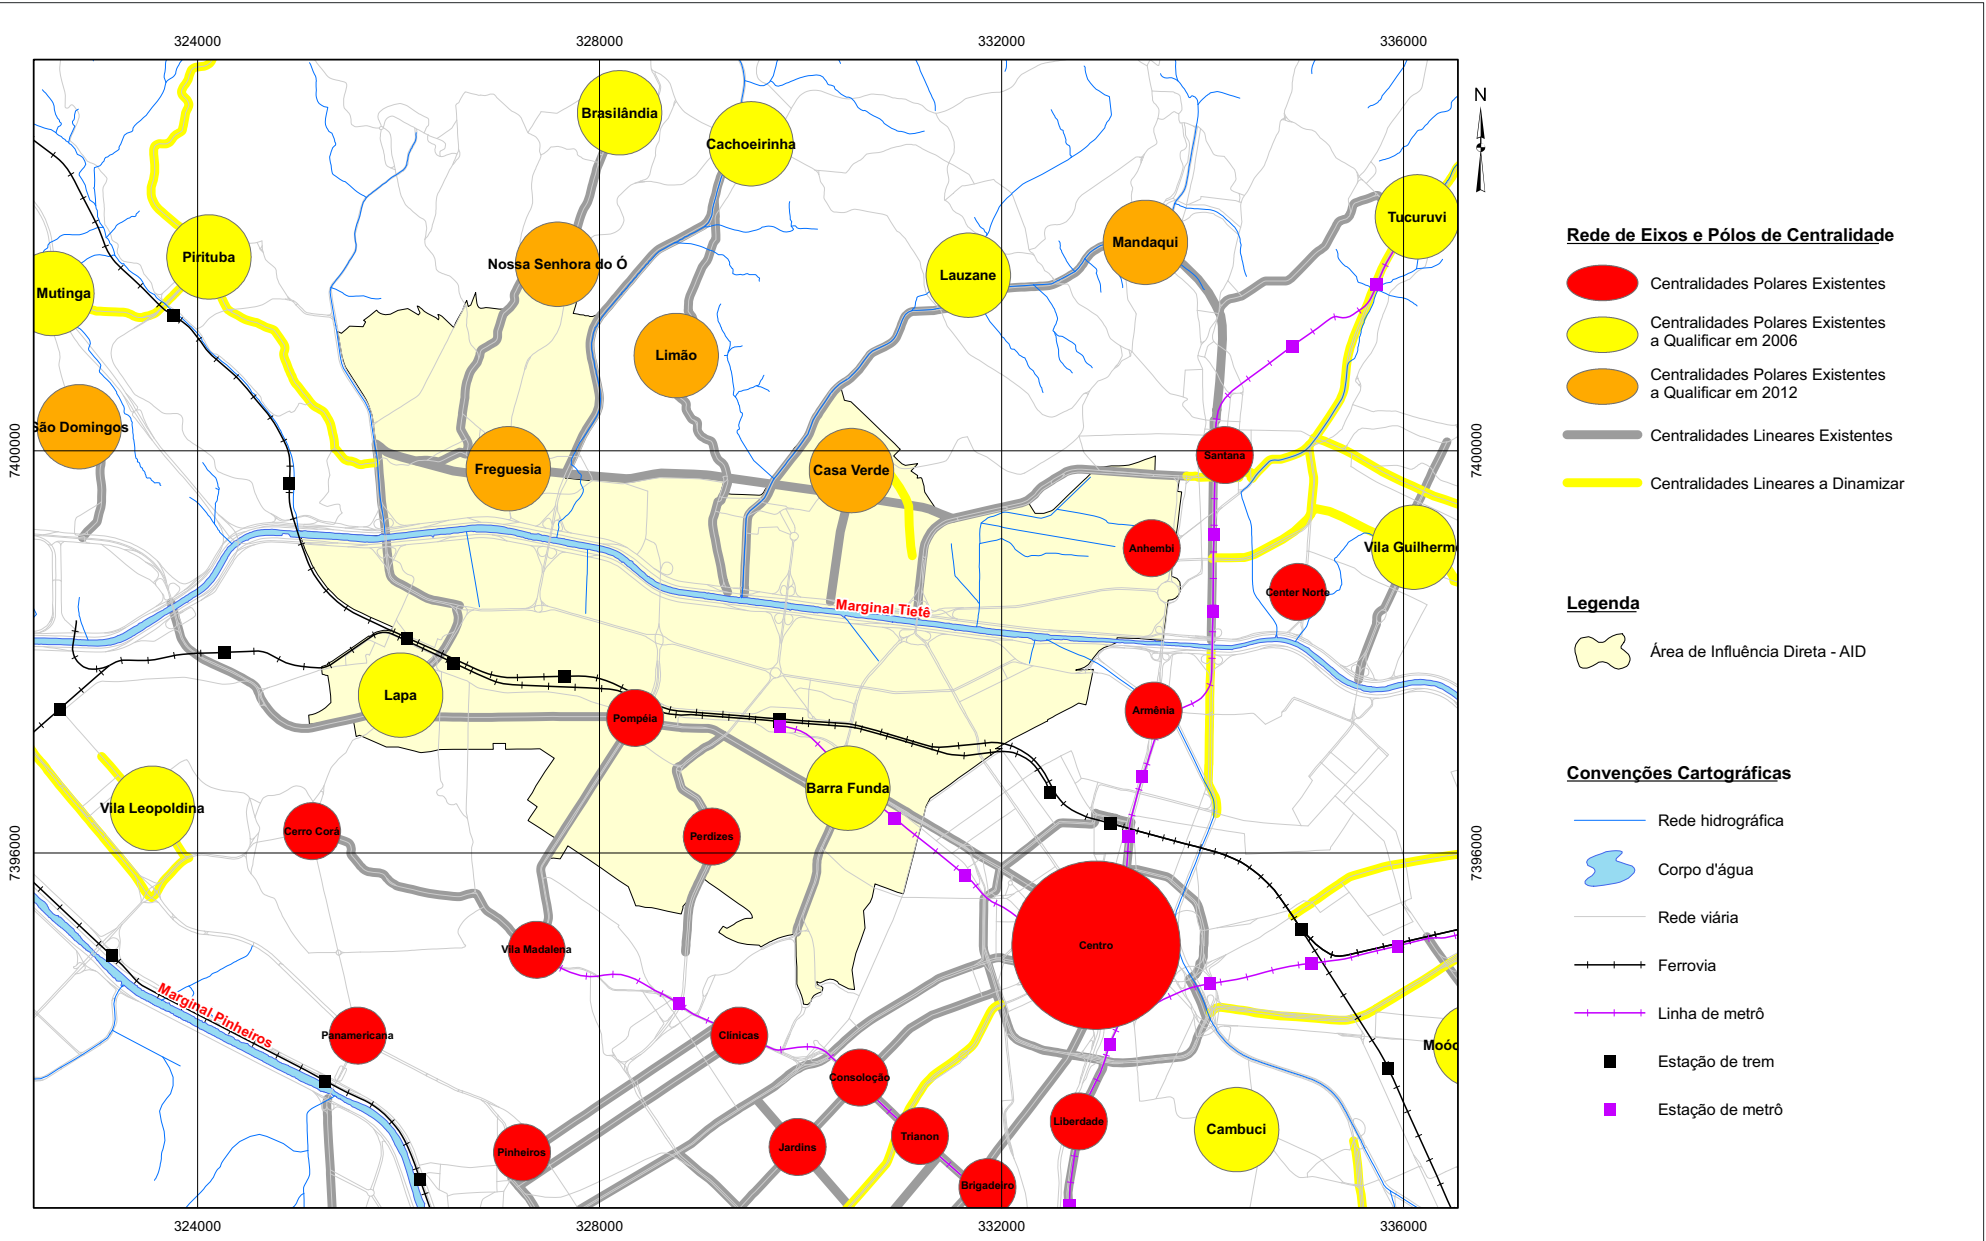 324000
328000
332000
336000
N
Brasilândia
Cachoeirinha
Tucuruvi
Mandaqui
Pirituba
Nossa Senhora do Ó
Lauzane
Mutinga
Limão
São Domingos
7400000
7400000
Santana
Freguesia
Casa Verde
Anhembi
Vila Guilherme
Center Norte
Marginal Tietê
Lapa
Pompéia
Armênia
Barra Funda
Vila Leopoldina
Cerro Corá
Perdizes
7396000
7396000
Vila Madalena
Centro
Marginal Pinheiros
Panamericana
Clínicas
Moóc
Consoloção
Liberdade
Cambuci
Trianon
Jardins
Pinheiros
Brigadeiro
324000
328000
332000
336000
Rede de Eixos e Pólos de Centralidade
Centralidades Polares Existentes
Centralidades Polares Existentes
a Qualificar em 2006
Centralidades Polares Existentes
a Qualificar em 2012
Centralidades Lineares Existentes
Centralidades Lineares a Dinamizar
Legenda
Área de Influência Direta - AID
Convenções Cartográficas
Rede hidrográfica
Corpo d'água
Rede viária
Ferrovia
Linha de metrô
Estação de trem
Estação de metrô